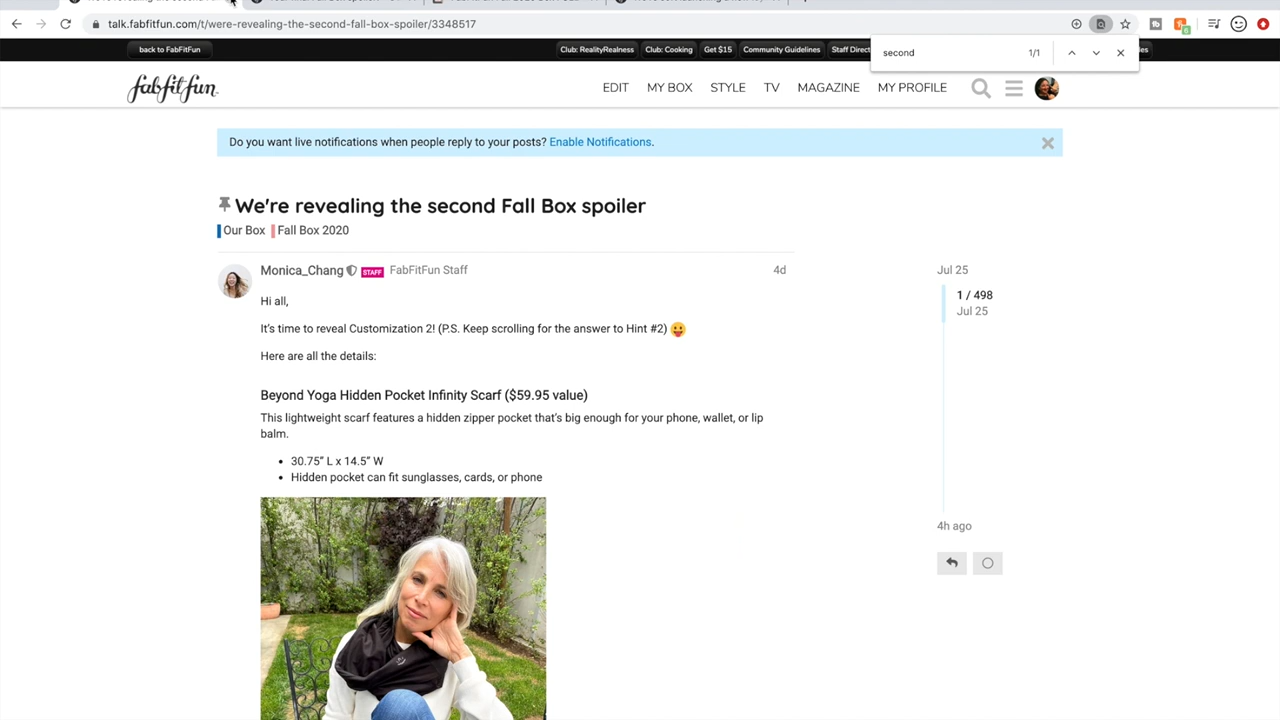 talk.fabfitfun.com/t/were-revealing-the-second-fall-box-spoiler/3348517
second
1/1
back to FabFitFun
Club: RealityRealness
Club: Cooking
Get $15
Community Guidelines
Staff Direct
fabfitfun.
EDIT
MY BOX
STYLE
TV
MAGAZINE
MY PROFILE
Do you want live notifications when people reply to your posts? Enable Notifications.
We're revealing the second Fall Box spoiler
Our Box
Fall Box 2020
Monica_Chang
STAFF
FabFitFun Staff
4d
Hi all,
It's time to reveal Customization 2! (P.S. Keep scrolling for the answer to Hint #2) 😛
Here are all the details:
Beyond Yoga Hidden Pocket Infinity Scarf ($59.95 value)
This lightweight scarf features a hidden zipper pocket that's big enough for your phone, wallet, or lip
balm.
• 30.75” L x 14.5” W
• Hidden pocket can fit sunglasses, cards, or phone
Jul 25
1 / 498
Jul 25
4h ago